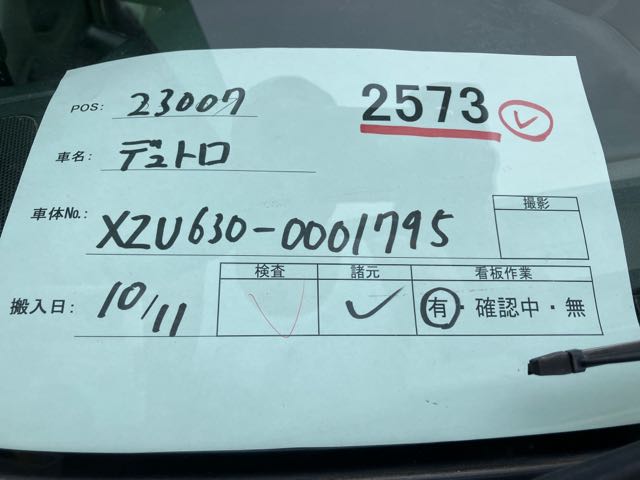 POS: 23007 2573
車名: デュトロ
車体No.: XZU630-0001795
撮影
搬入日: 10/11
検査 諸元 看板作業
有・確認中・無